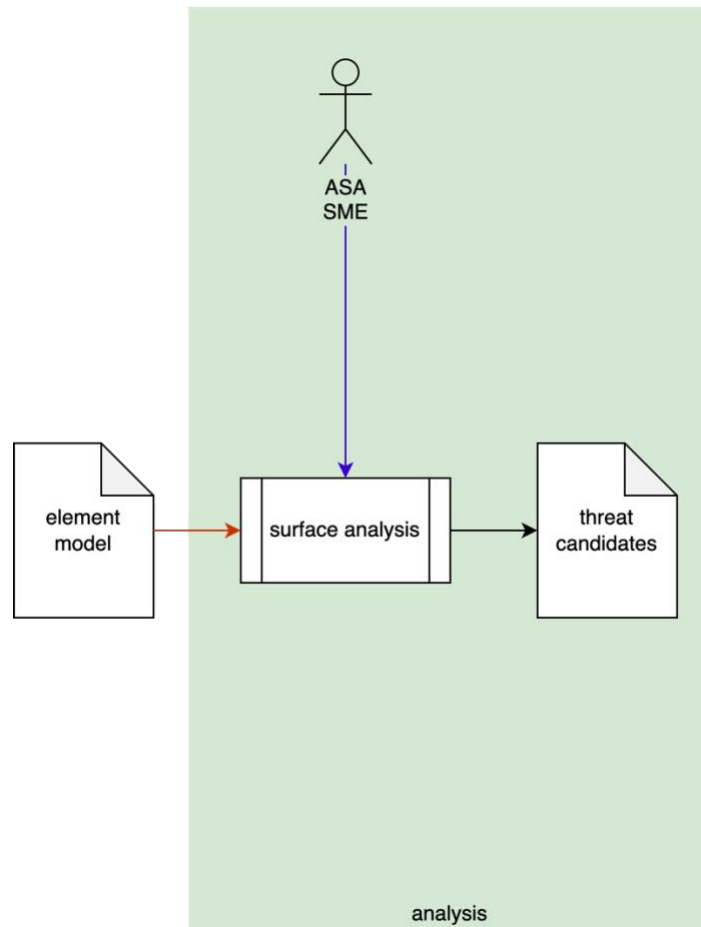 ASA
SME
element
model
surface analysis
threat
candidates
analysis